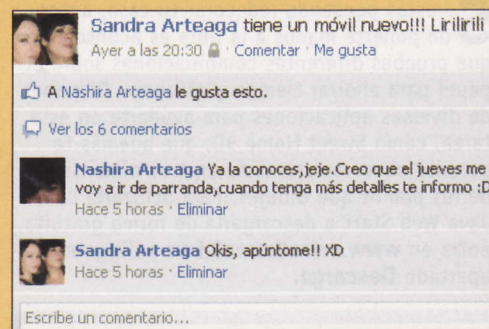 Sandra Arteaga tiene un móvil nuevo!!! Lirilirili
Ayer a las 20:30 · Comentar · Me gusta
A Nashira Arteaga le gusta esto.
Ver los 6 comentarios
Nashira Arteaga Ya la conoces,jeje.Creo que el jueves me
voy a ir de parranda,cuando tenga más detalles te informo :D
Hace 5 horas · Eliminar
Sandra Arteaga Okis, apúntome!! XD
Hace 5 horas · Eliminar
Escribe un comentario...